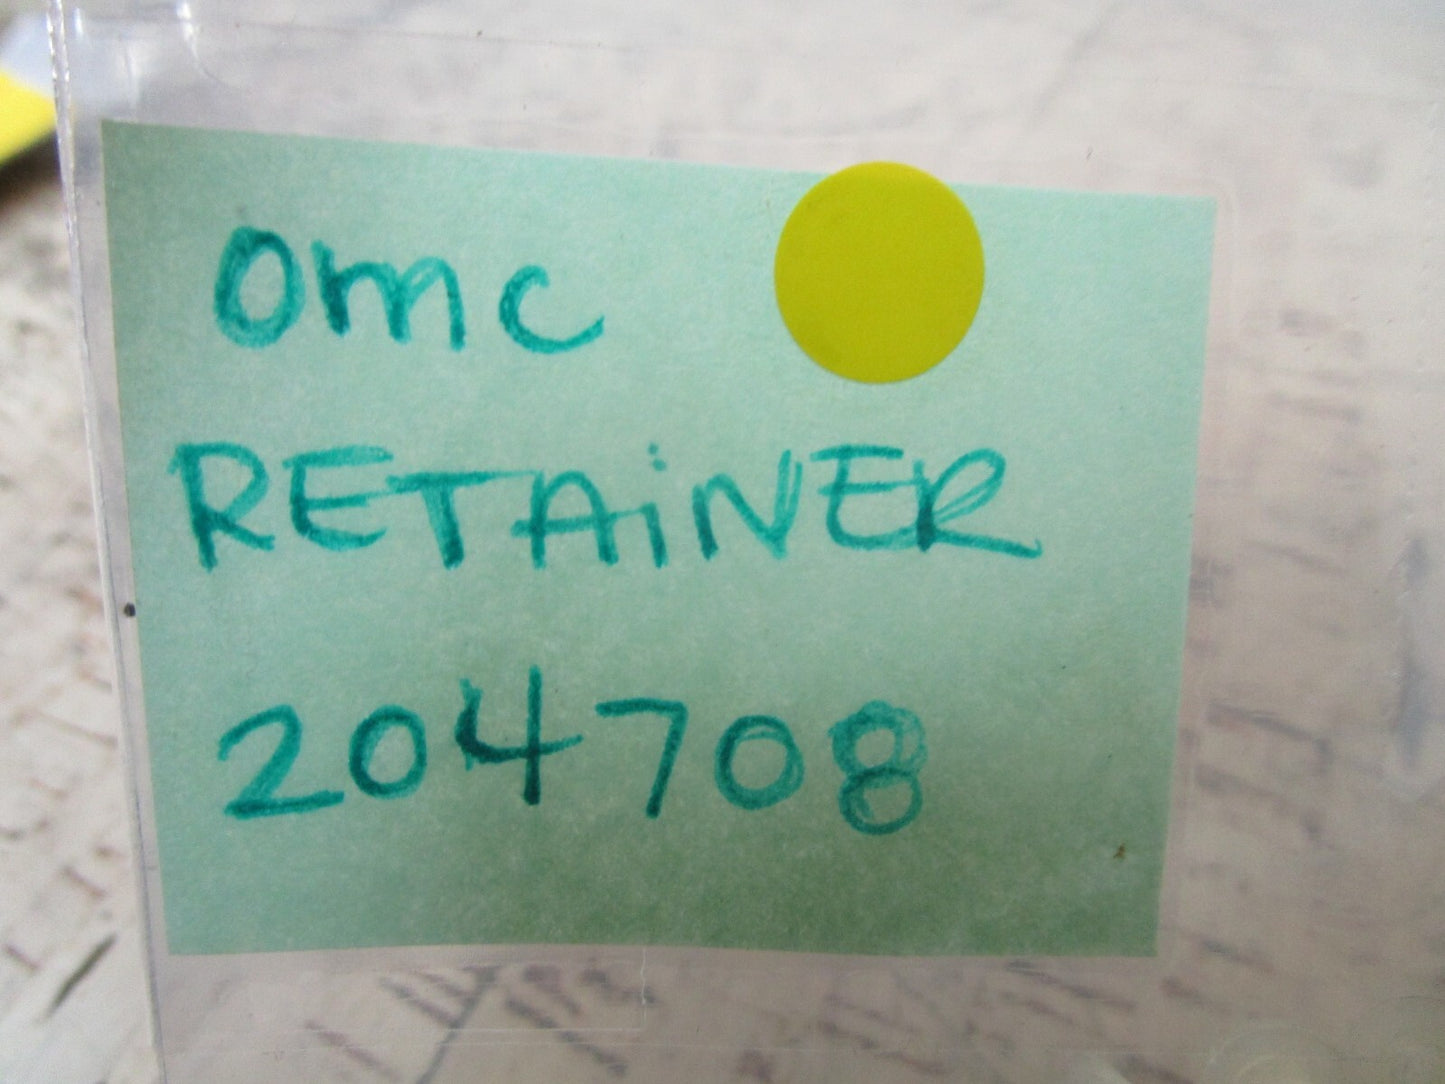 omc
RETAiNER
204708